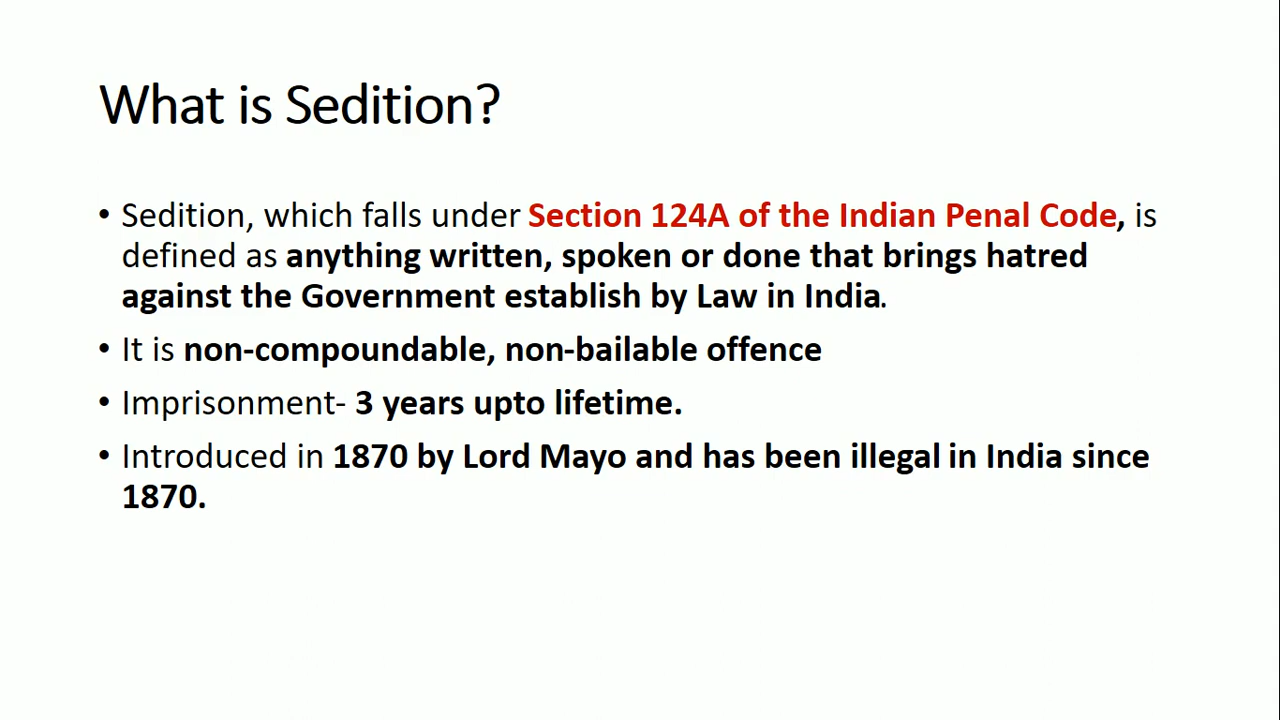 What is Sedition?
• Sedition, which falls under Section 124A of the Indian Penal Code, is
defined as anything written, spoken or done that brings hatred
against the Government establish by Law in India.
• It is non-compoundable, non-bailable offence
• Imprisonment- 3 years upto lifetime.
• Introduced in 1870 by Lord Mayo and has been illegal in India since
1870.